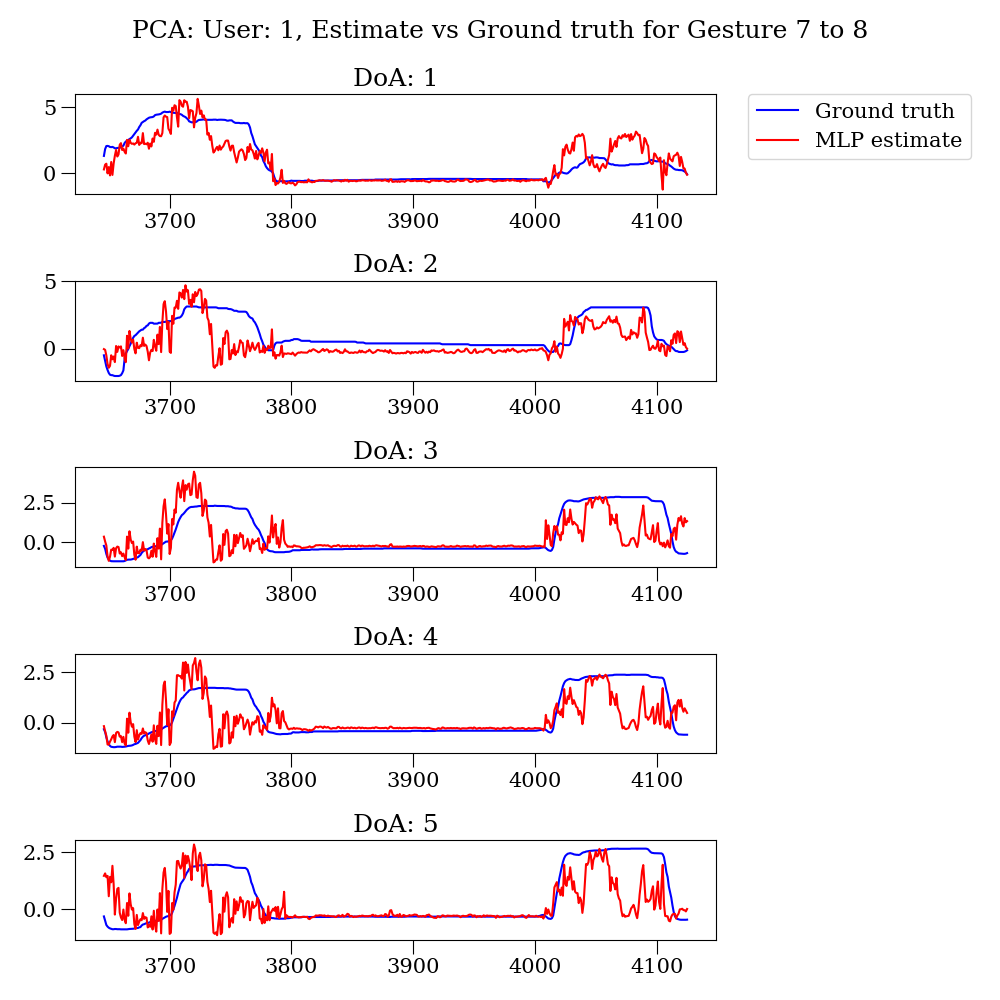 PCA: User: 1, Estimate vs Ground truth for Gesture 7 to 8
DoA: 1
Ground truth
MLP estimate
5
0
3700 3800 3900 4000 4100
DoA: 2
5
0
3700 3800 3900 4000 4100
DoA: 3
2.5
0.0
3700 3800 3900 4000 4100
DoA: 4
2.5
0.0
3700 3800 3900 4000 4100
DoA: 5
2.5
0.0
3700 3800 3900 4000 4100